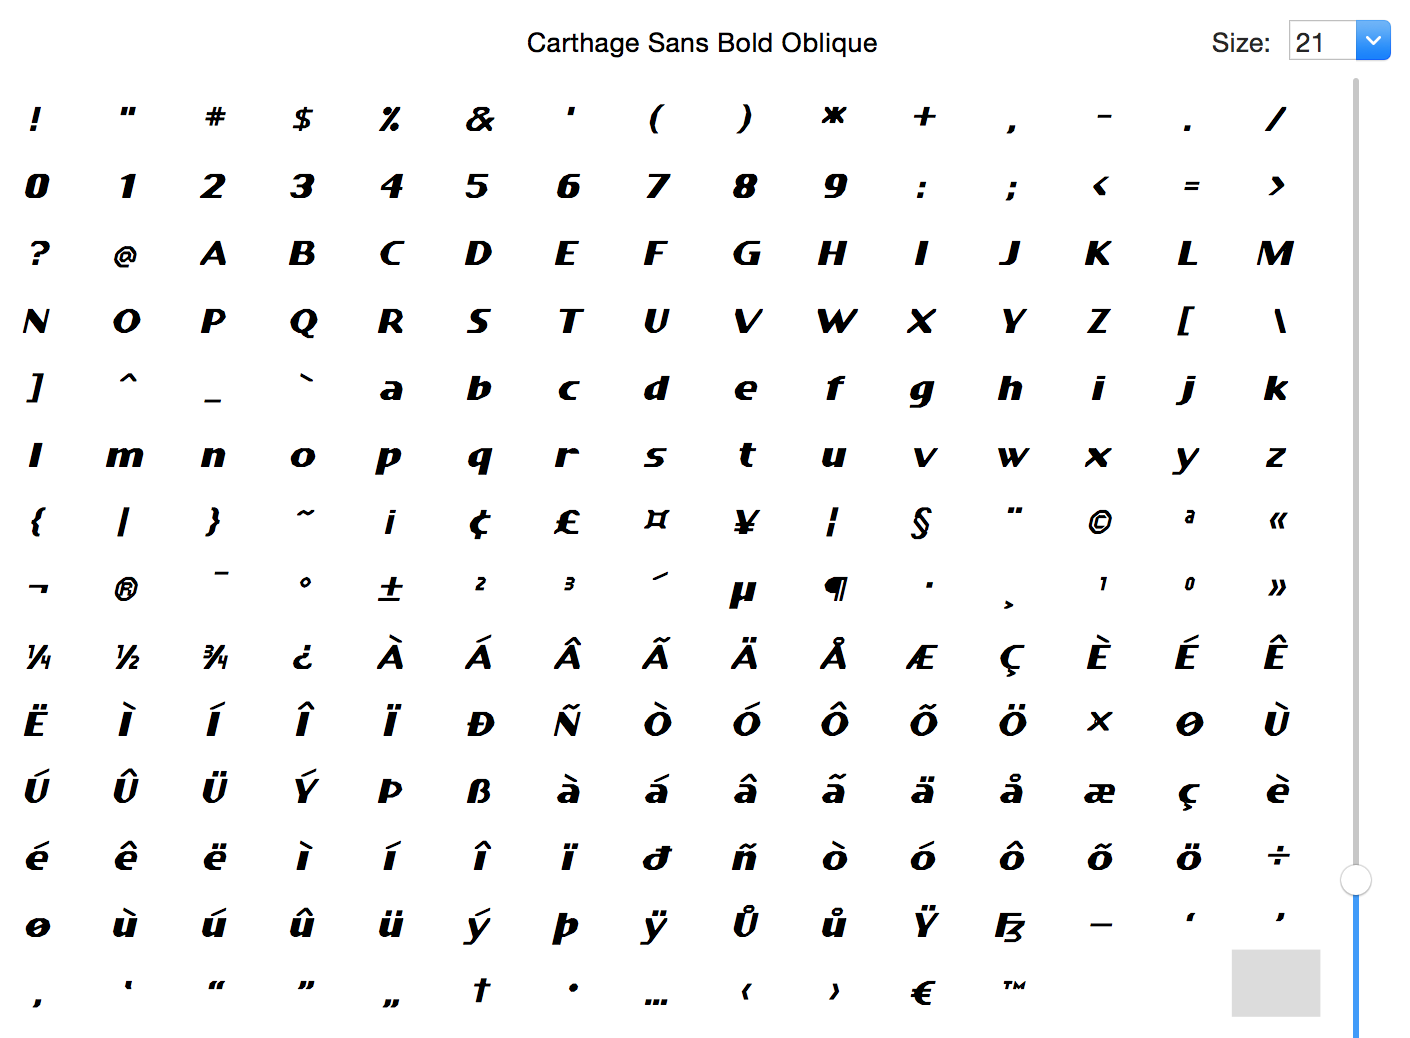 Carthage Sans Bold Oblique Size: 21
! " # $ % & ' ( ) * + , - . /
0 1 2 3 4 5 6 7 8 9 : ; < = >
? @ A B C D E F G H I J K L M
N O P Q R S T U V W X Y Z [ \
] ^ _ ` a b c d e f g h i j k
l m n o p q r s t u v w x y z
{ | } ~ ¡ ¢ £ ¤ ¥ ¦ § ¨ © ª «
¬ ® ¯ ° ± ² ³ ´ µ ¶ · ¸ ¹ º »
¼ ½ ¾ ¿ À Á Â Ã Ä Å Æ Ç È É Ê
Ë Ì Í Î Ï Ð Ñ Ò Ó Ô Õ Ö × Ø Ù
Ú Û Ü Ý Þ ß à á â ã ä å æ ç è
é ê ë ì í î ï ð ñ ò ó ô õ ö ÷
ø ù ú û ü ý þ ÿ Ů ů Ÿ — ‘ ’
‚ ‛ “ ” „ † • … ‹ › € ™